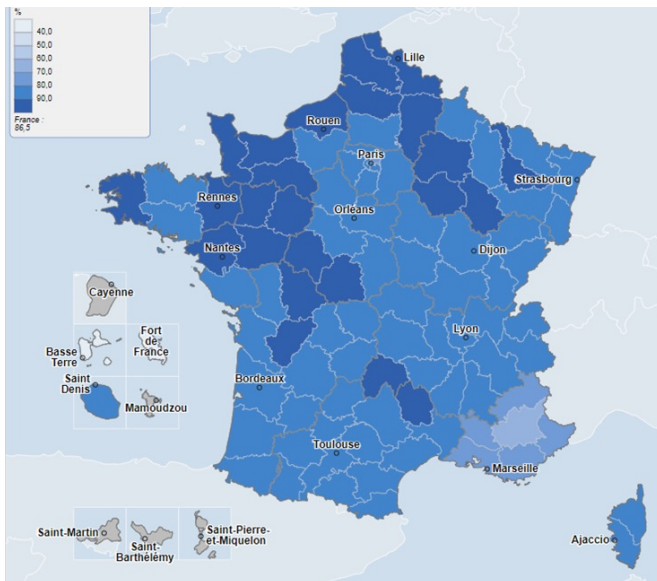 %
40,0
50,0
60,0
70,0
80,0
90,0
France :
86,5
Lille
Rouen
Paris
Strasbourg
Rennes
Orléans
Nantes
Dijon
Cayenne
Basse
Terre
Fort
de
France
Lyon
Saint
Denis
Mamoudzou
Bordeaux
Toulouse
Marseille
Saint-Martin
Saint-
Barthélémy
Saint-Pierre
et-Miquelon
Ajaccio